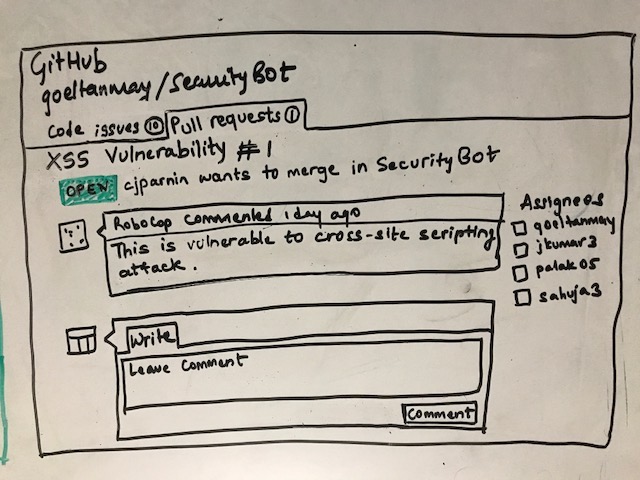 GitHub
goeltanmay/SecurityBot
Code issues 10 Pull requests 1
XSS Vulnerability #1
OPEN cjparnin wants to merge in SecurityBot
Robocop commented 1 day ago
This is vulnerable to cross-site scripting
attack.
Assignees
goeltanmay
jkumar3
palak05
sahuja3
Write
Leave Comment
Comment